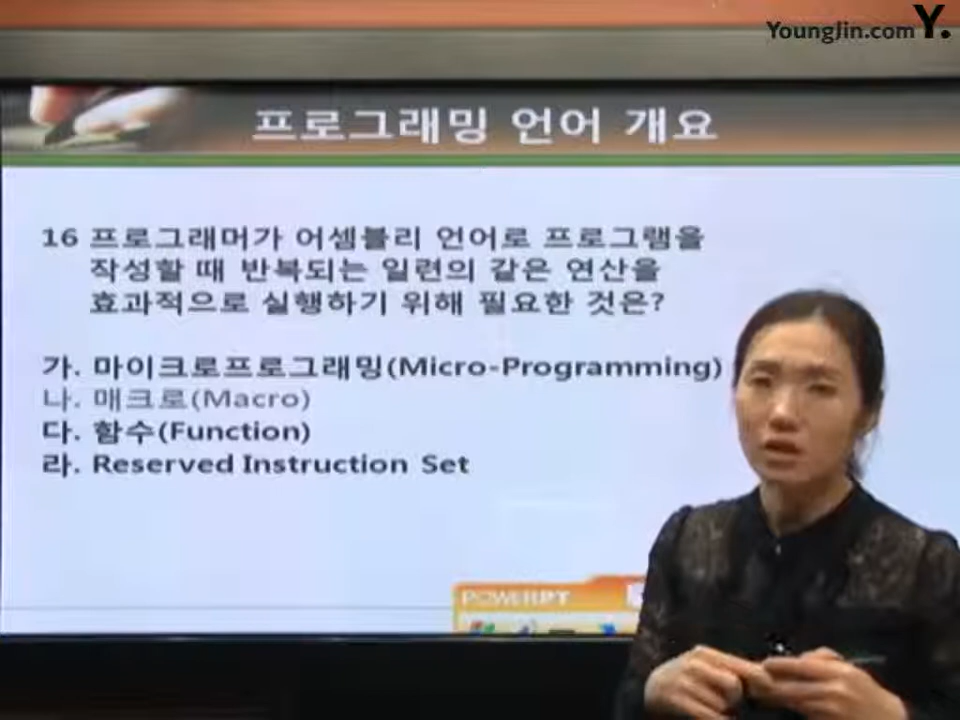 YoungJin.com Y.
프로그래밍 언어 개요
16 프로그래머가 어셈블리 언어로 프로그램을
작성할 때 반복되는 일련의 같은 연산을
효과적으로 실행하기 위해 필요한 것은?
가. 마이크로프로그래밍(Micro-Programming)
나. 매크로(Macro)
다. 함수(Function)
라. Reserved Instruction Set
POWERPT